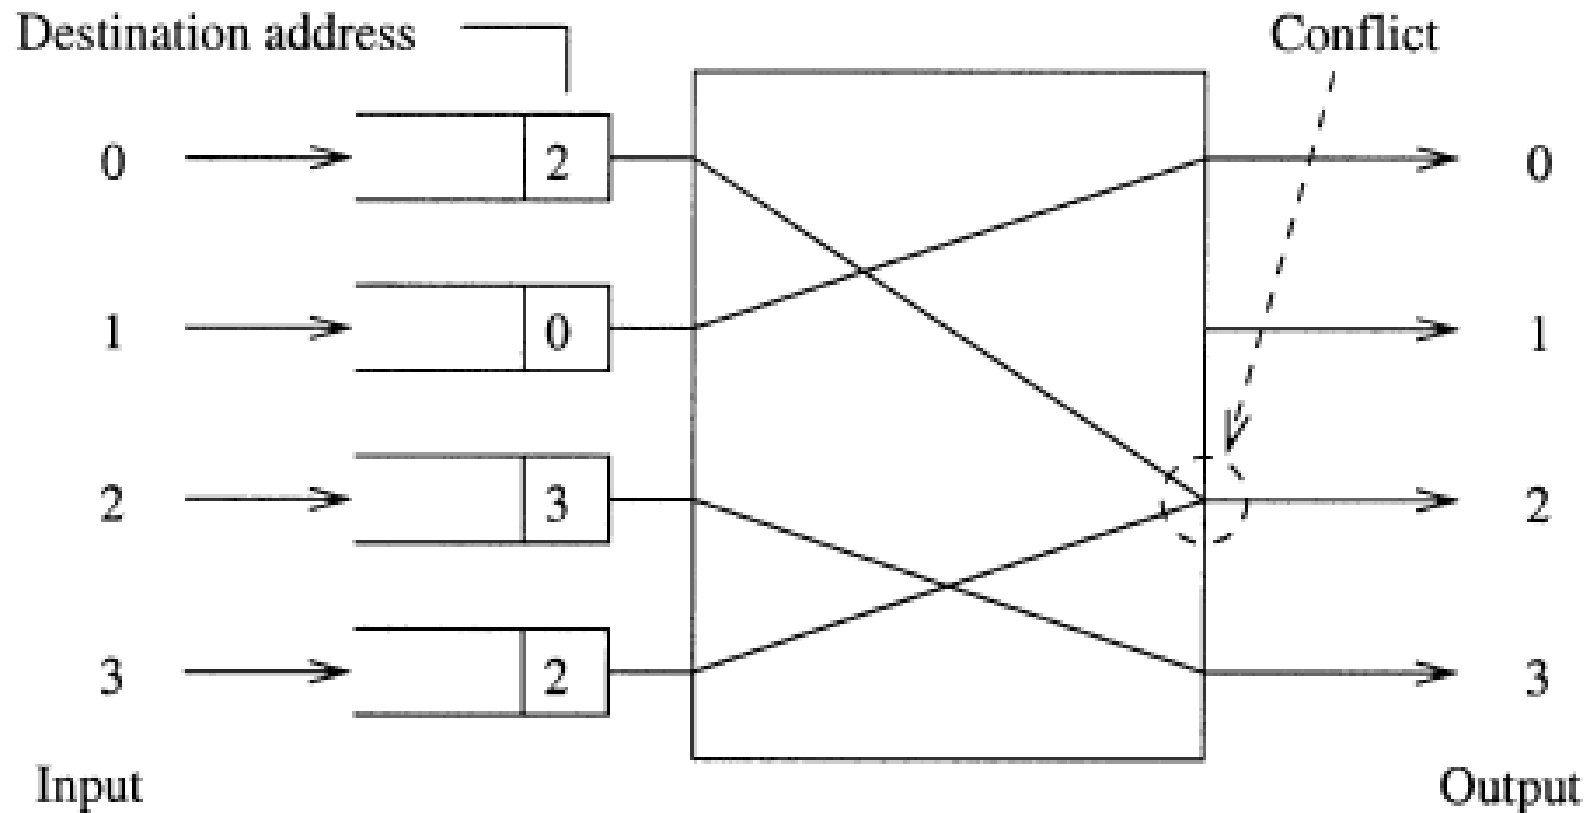 Destination address
Conflict
0 2 0
1 0 1
2 3 2
3 2 3
Input Output